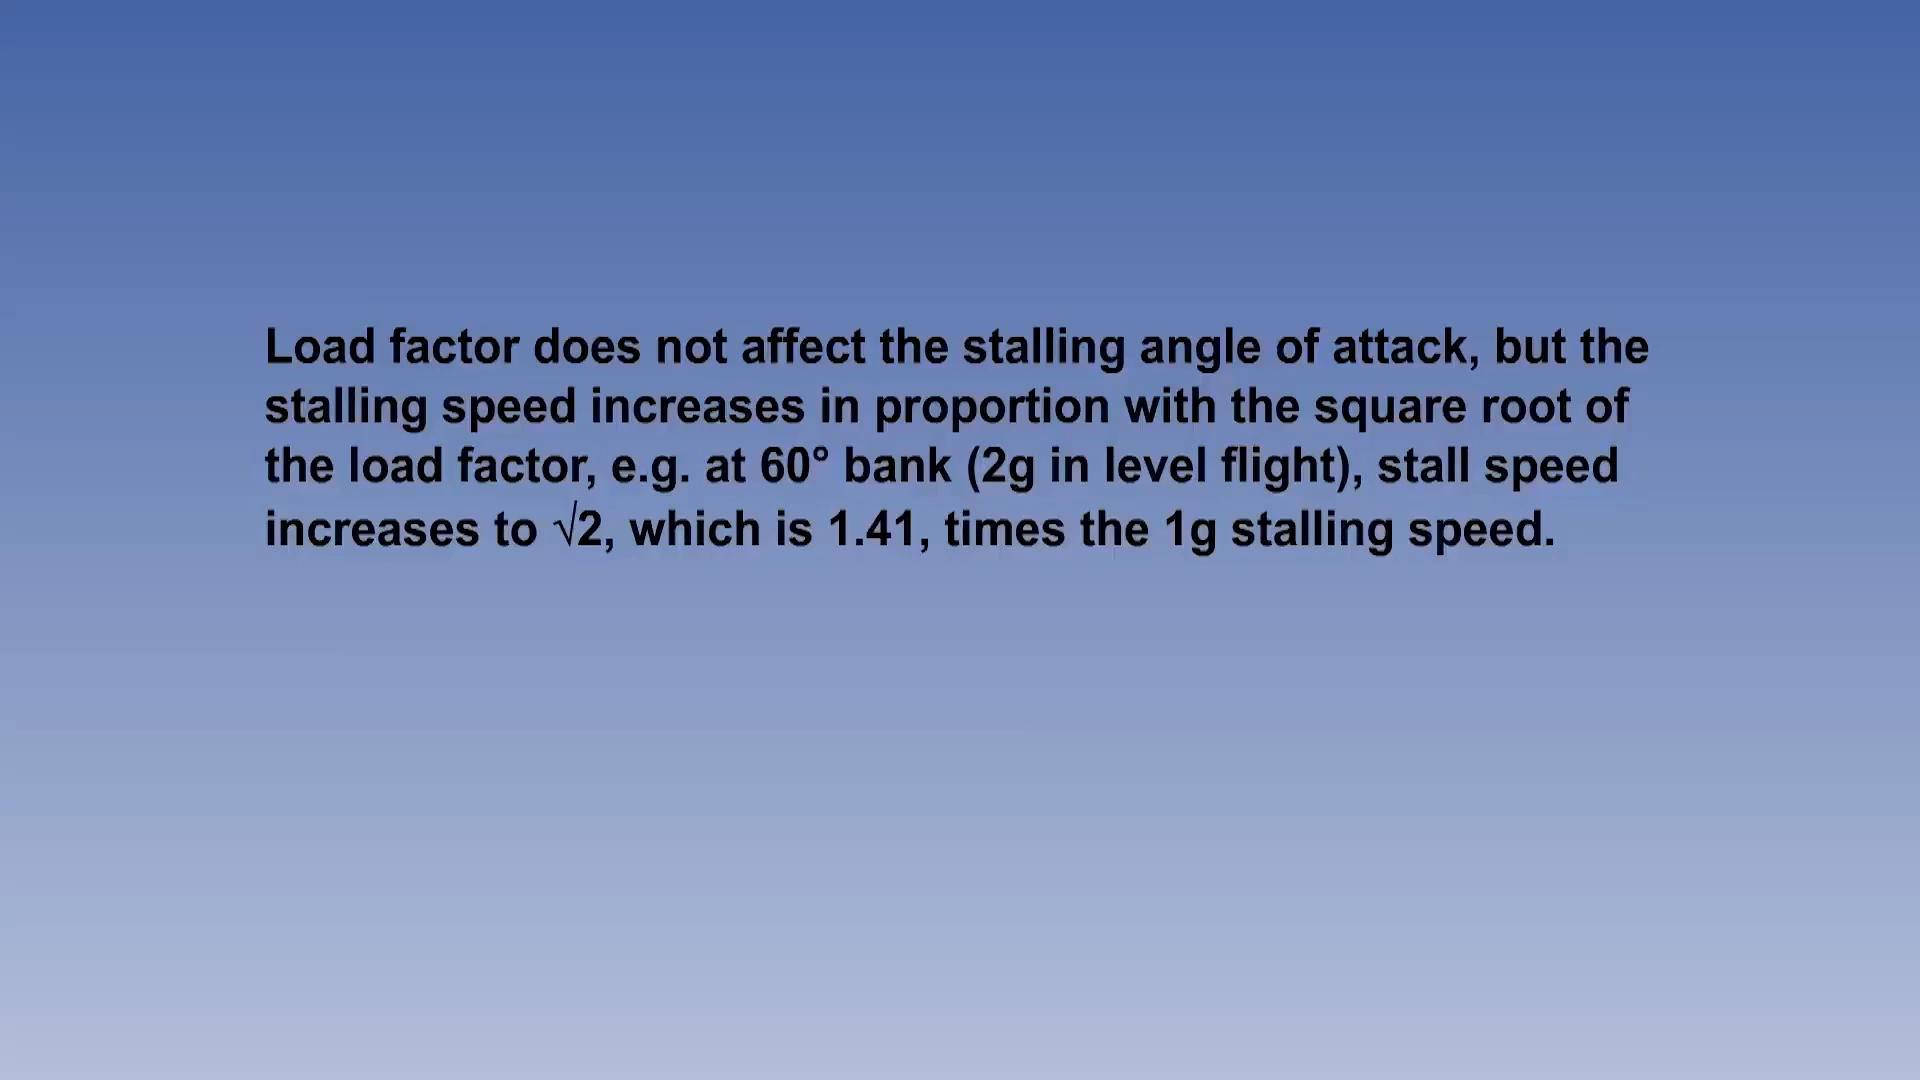 Load factor does not affect the stalling angle of attack, but the
stalling speed increases in proportion with the square root of
the load factor, e.g. at 60° bank (2g in level flight), stall speed
increases to √2, which is 1.41, times the 1g stalling speed.